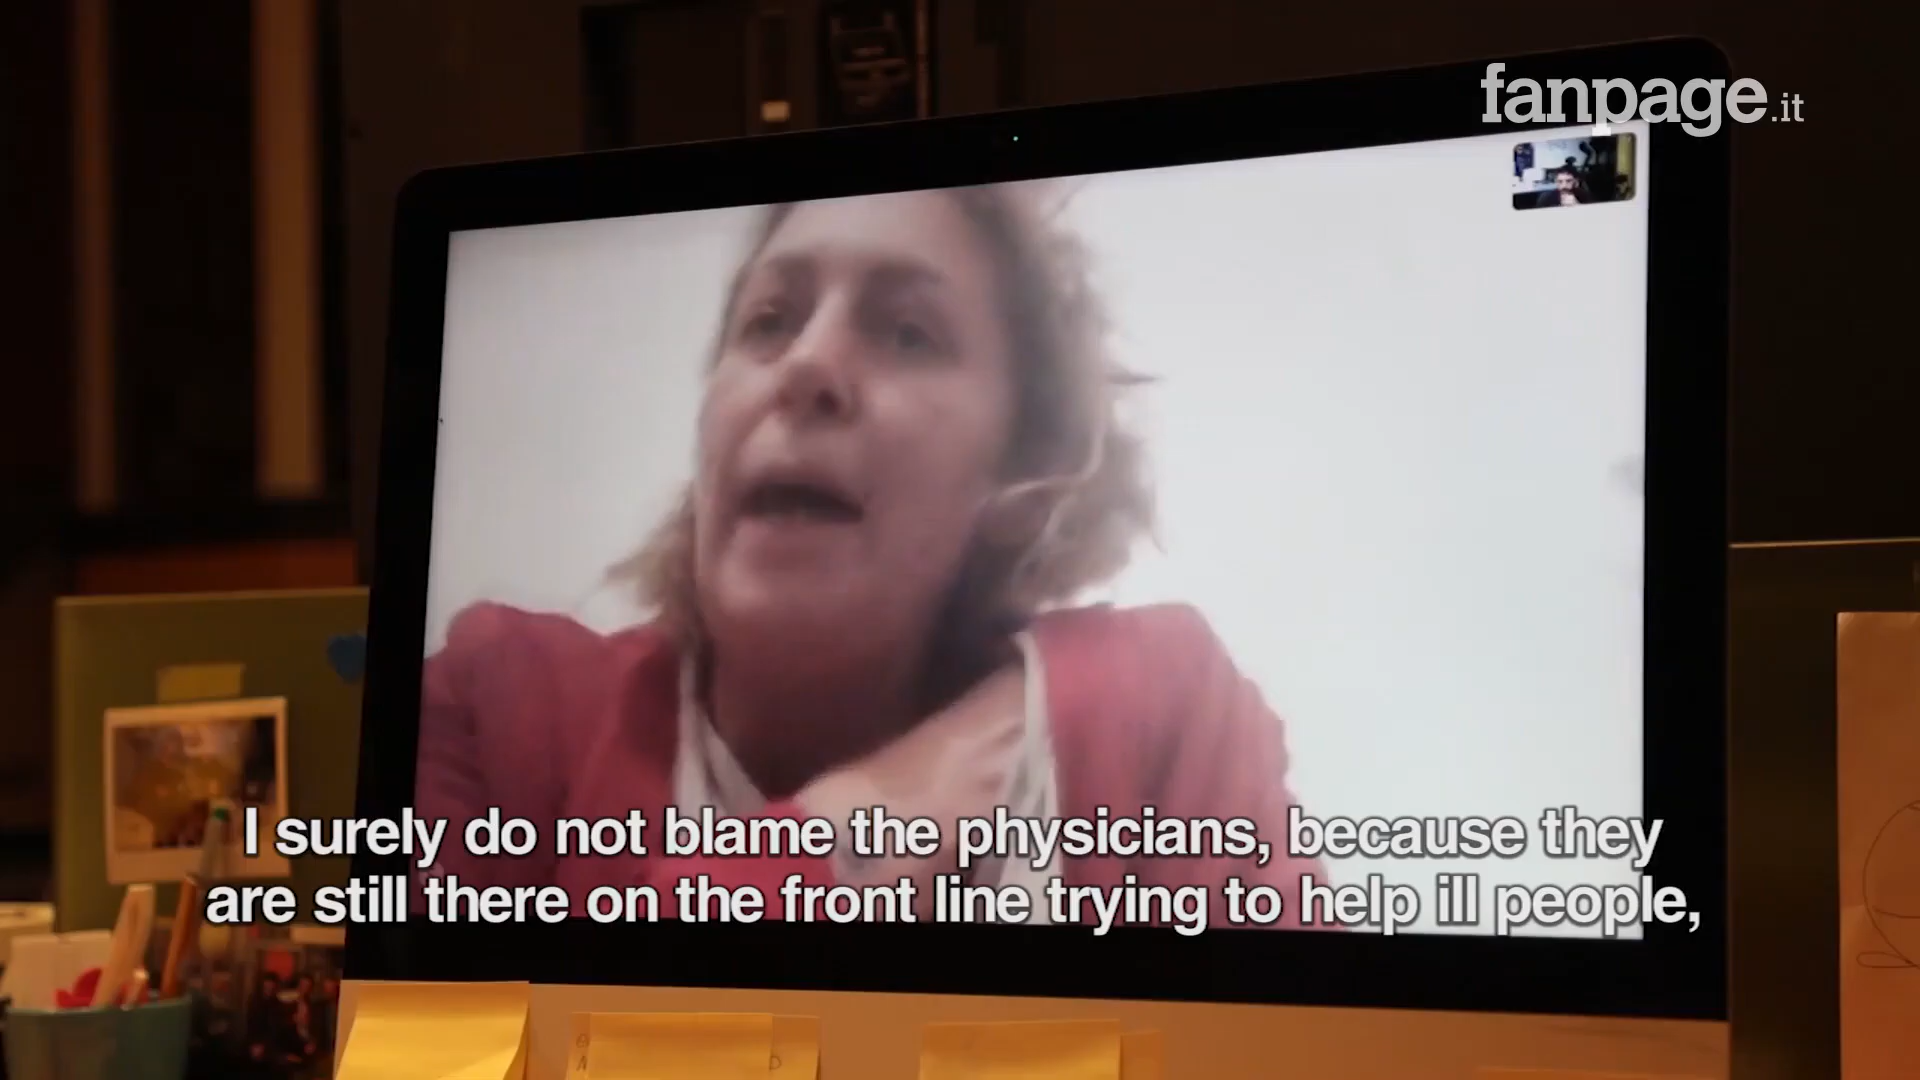 fanpage.it
I surely do not blame the physicians, because they
are still there on the front line trying to help ill people,